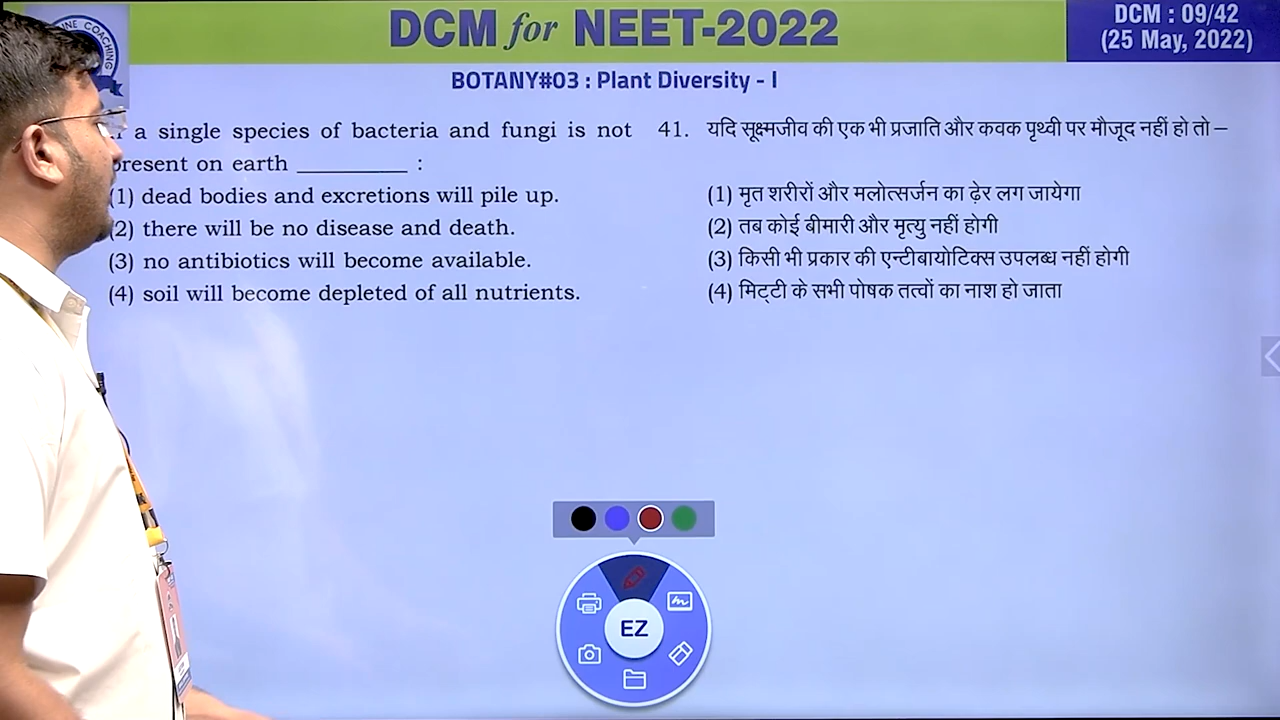 DCM for NEET-2022
DCM : 09/42
(25 May, 2022)
COACHING
BOTANY#03 : Plant Diversity - I
a single species of bacteria and fungi is not
present on earth __________ :
(1) dead bodies and excretions will pile up.
(2) there will be no disease and death.
(3) no antibiotics will become available.
(4) soil will become depleted of all nutrients.
41. यदि सूक्ष्मजीव की एक भी प्रजाति और कवक पृथ्वी पर मौजूद नहीं हो तो –
(1) मृत शरीरों और मलोत्सर्जन का ढ़ेर लग जायेगा
(2) तब कोई बीमारी और मृत्यु नहीं होगी
(3) किसी भी प्रकार की एन्टीबायोटिक्स उपलब्ध नहीं होगी
(4) मिट्टी के सभी पोषक तत्वों का नाश हो जाता
EZ